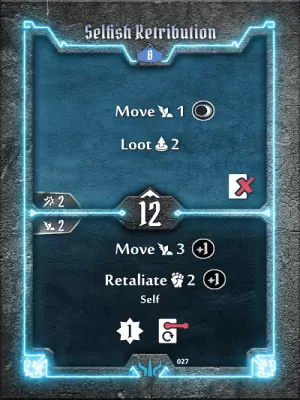 Selfish Retribution
8
Move 1
Loot 2
2
12
2
Move 3 +1
Retaliate 2 +1
Self
1
027